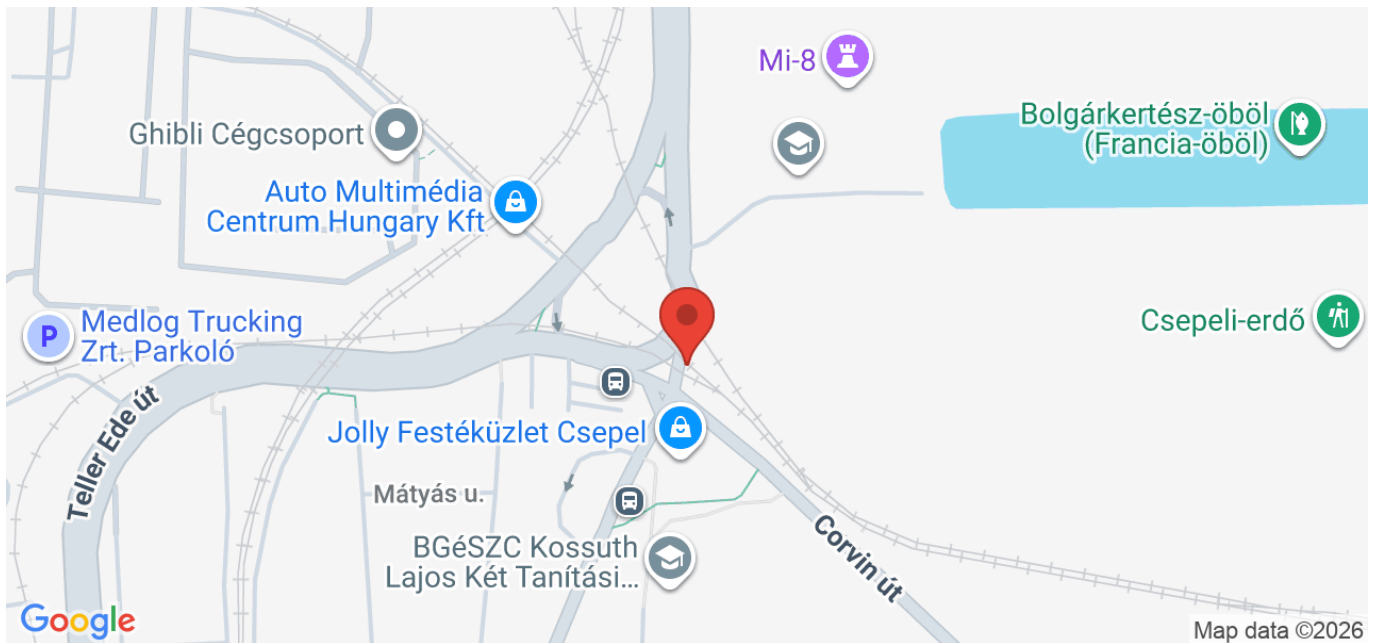 Mi-8
Bolgárkertész-öböl
(Francia-öböl)
Ghibli Cégcsoport
Auto Multimédia
Centrum Hungary Kft
P
Medlog Trucking
Zrt. Parkoló
Csepeli-erdő
Teller Ede út
Jolly Festéküzlet Csepel
Mátyás u.
Corvin út
BGéSZC Kossuth
Lajos Két Tanítási...
Google
Map data ©2026